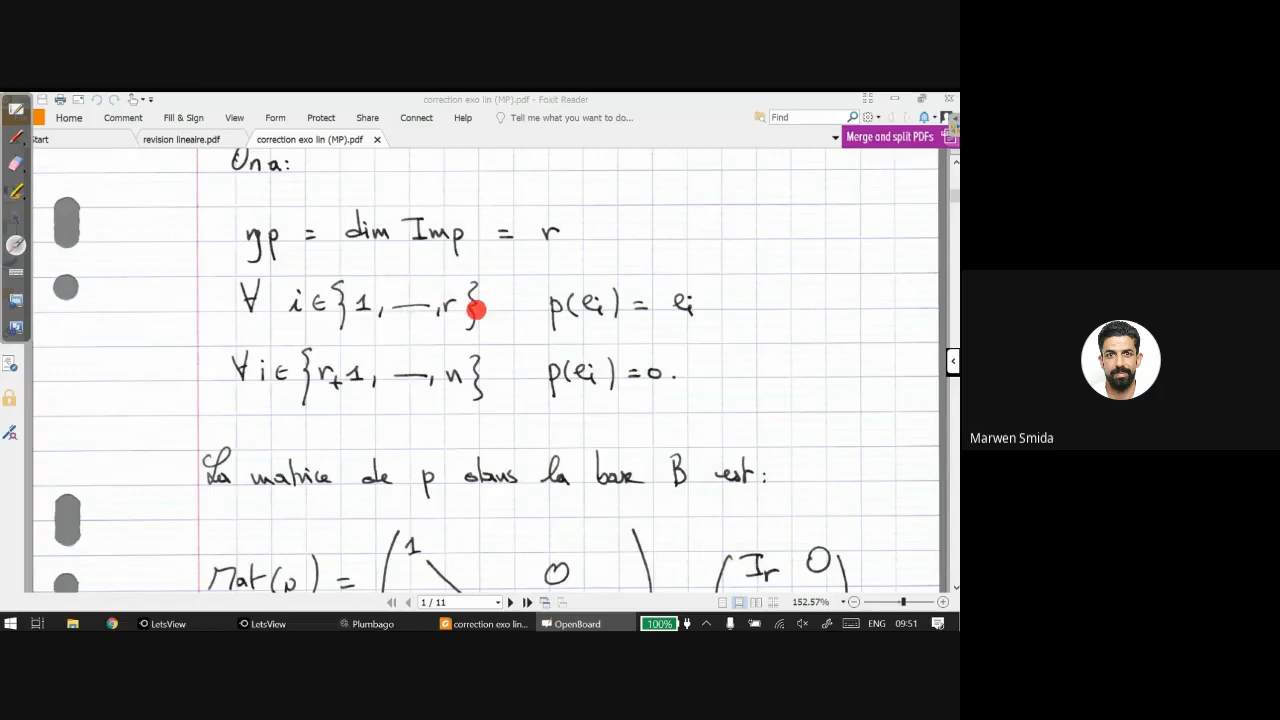 correction exo lin (MP).pdf - Foxit Reader
Home Comment Fill & Sign View Form Protect Share Connect Help Tell me what you want to do... Find
Start revision lineaire.pdf correction exo lin (MP).pdf Merge and split PDFs
On a:
rgp = dim Imp = r
∀ i ∈ {1, —, r} p(ei) = ei
∀ i ∈ {r+1, —, n} p(ei) = 0.
La matrice de p dans la base B est:
Mat(p) = ( 1 0 ( Ir 0
Marwen Smida
1 / 11 152.57%
LetsView LetsView Plumbago correction exo lin... OpenBoard 100% ENG 09:51